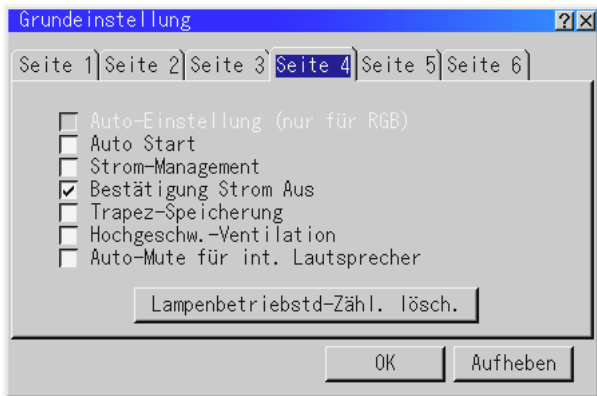 Grundeinstellung ? X
Seite 1 Seite 2 Seite 3 Seite 4 Seite 5 Seite 6
Auto-Einstellung (nur für RGB)
Auto Start
Strom-Management
Bestätigung Strom Aus
Trapez-Speicherung
Hochgeschw.-Ventilation
Auto-Mute für int. Lautsprecher
Lampenbetriebstd-Zähl. lösch.
OK Aufheben